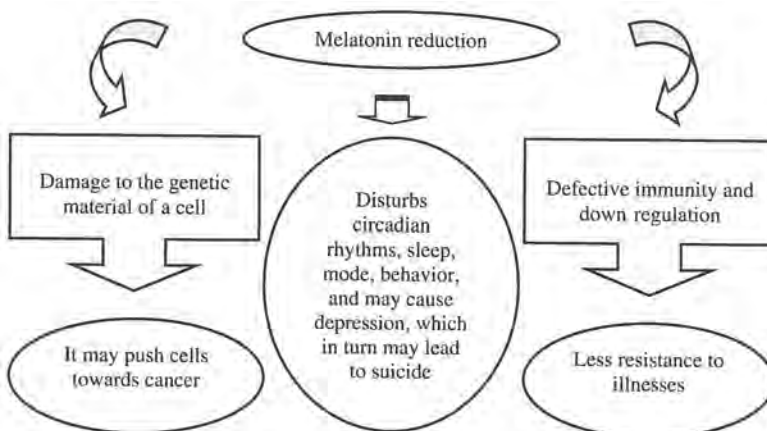 Melatonin reduction
Damage to the genetic
material of a cell
It may push cells
towards cancer
Disturbs
circadian
rhythms, sleep,
mode, behavior,
and may cause
depression, which
in turn may lead
to suicide
Defective immunity and
down regulation
Less resistance to
illnesses